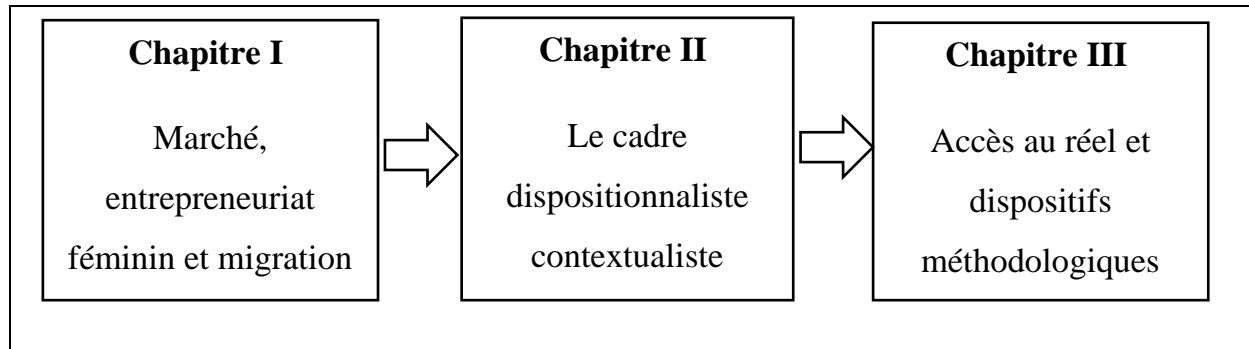 Chapitre I
Marché,
entrepreneuriat
féminin et migration
Chapitre II
Le cadre
dispositionnaliste
contextualiste
Chapitre III
Accès au réel et
dispositifs
méthodologiques